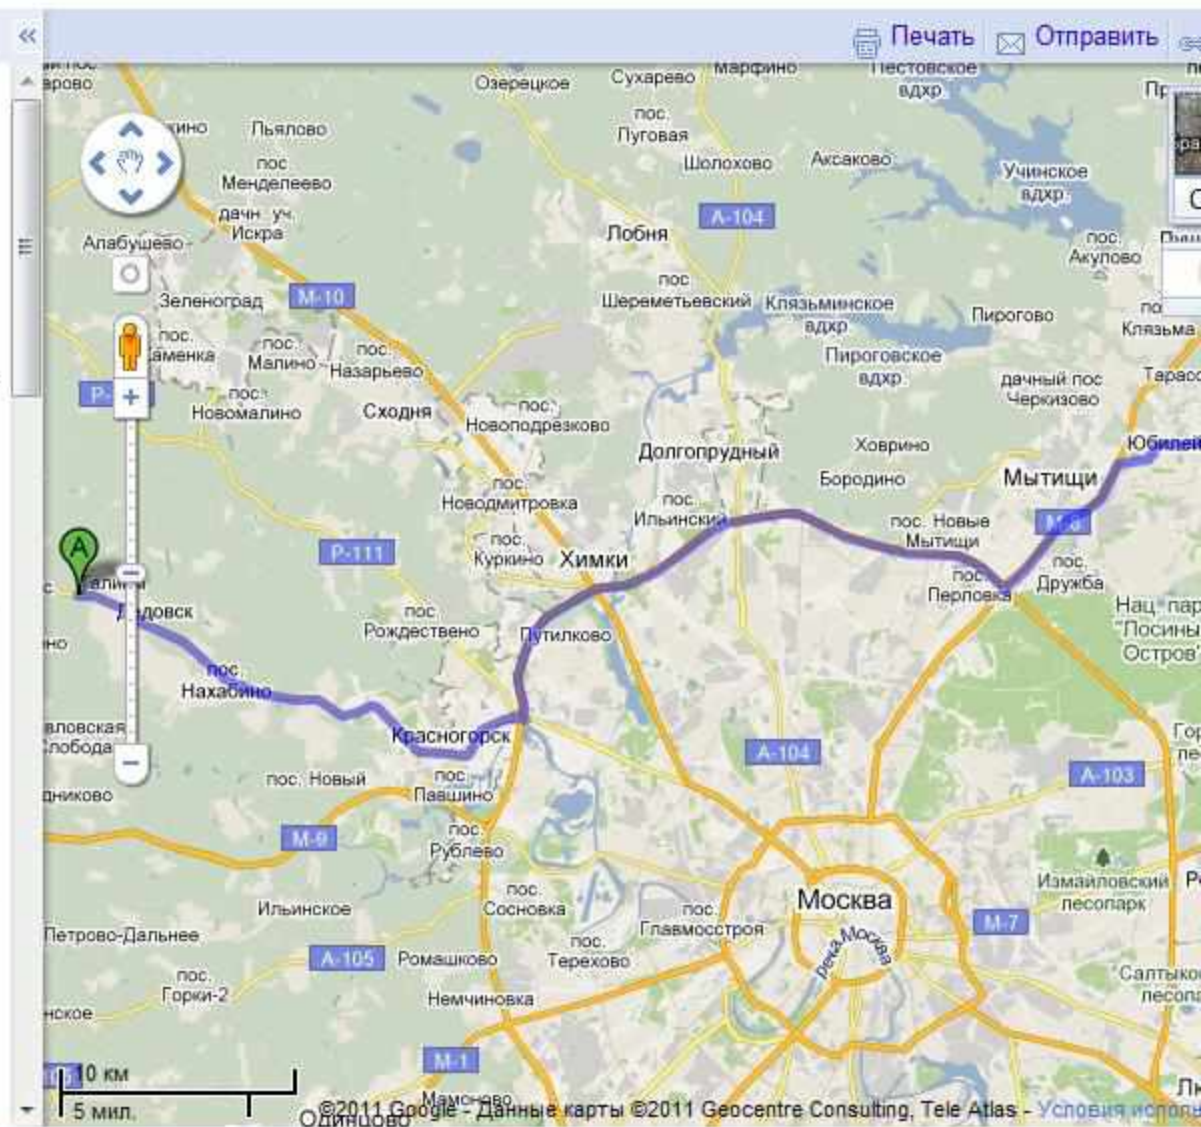 «
Печать
Отправить
Озерецкое
Сухарево
Марфино
Пестовское
вдхр.
Пьялово
пос.
Пуговая
пос.
Менделеево
Шолохово
Аксаково
Учинское
вдхр.
дачн. уч.
Искра
А-104
Лобня
Алабушево
пос.
Акулово
Зеленоград
М-10
пос.
Шереметьевский
Клязьминское
вдхр.
Пирогово
Клязьма
пос.
Малино
пос.
Назарьево
Пироговское
вдхр.
дачный пос
Черкизово
пос.
Новомалино
Сходня
пос.
Новоподрезково
Долгопрудный
Ховрино
Бородино
Мытищи
пос.
Новодмитровка
пос.
Ильинский
пос. Новые
Мытищи
М-8
Р-111
пос.
Куркино
Химки
A
пос.
Перловка
пос.
Дружба
Дедовск
пос.
Рождествено
Путилково
пос.
Нахабино
Красногорск
А-104
А-103
пос. Новый
пос.
Павшино
М-9
пос.
Рублево
Москва
Измайловский
лесопарк
Ильинское
пос.
Сосновка
пос.
Главмосстроя
М-7
река Москва
Петрово-Дальнее
А-105
Ромашково
пос.
Терехово
пос.
Горки-2
Немчиновка
М-1
10 км
5 мил.
Мамоново
Одинцово
©2011 Google - Данные карты ©2011 Geocentre Consulting, Tele Atlas -